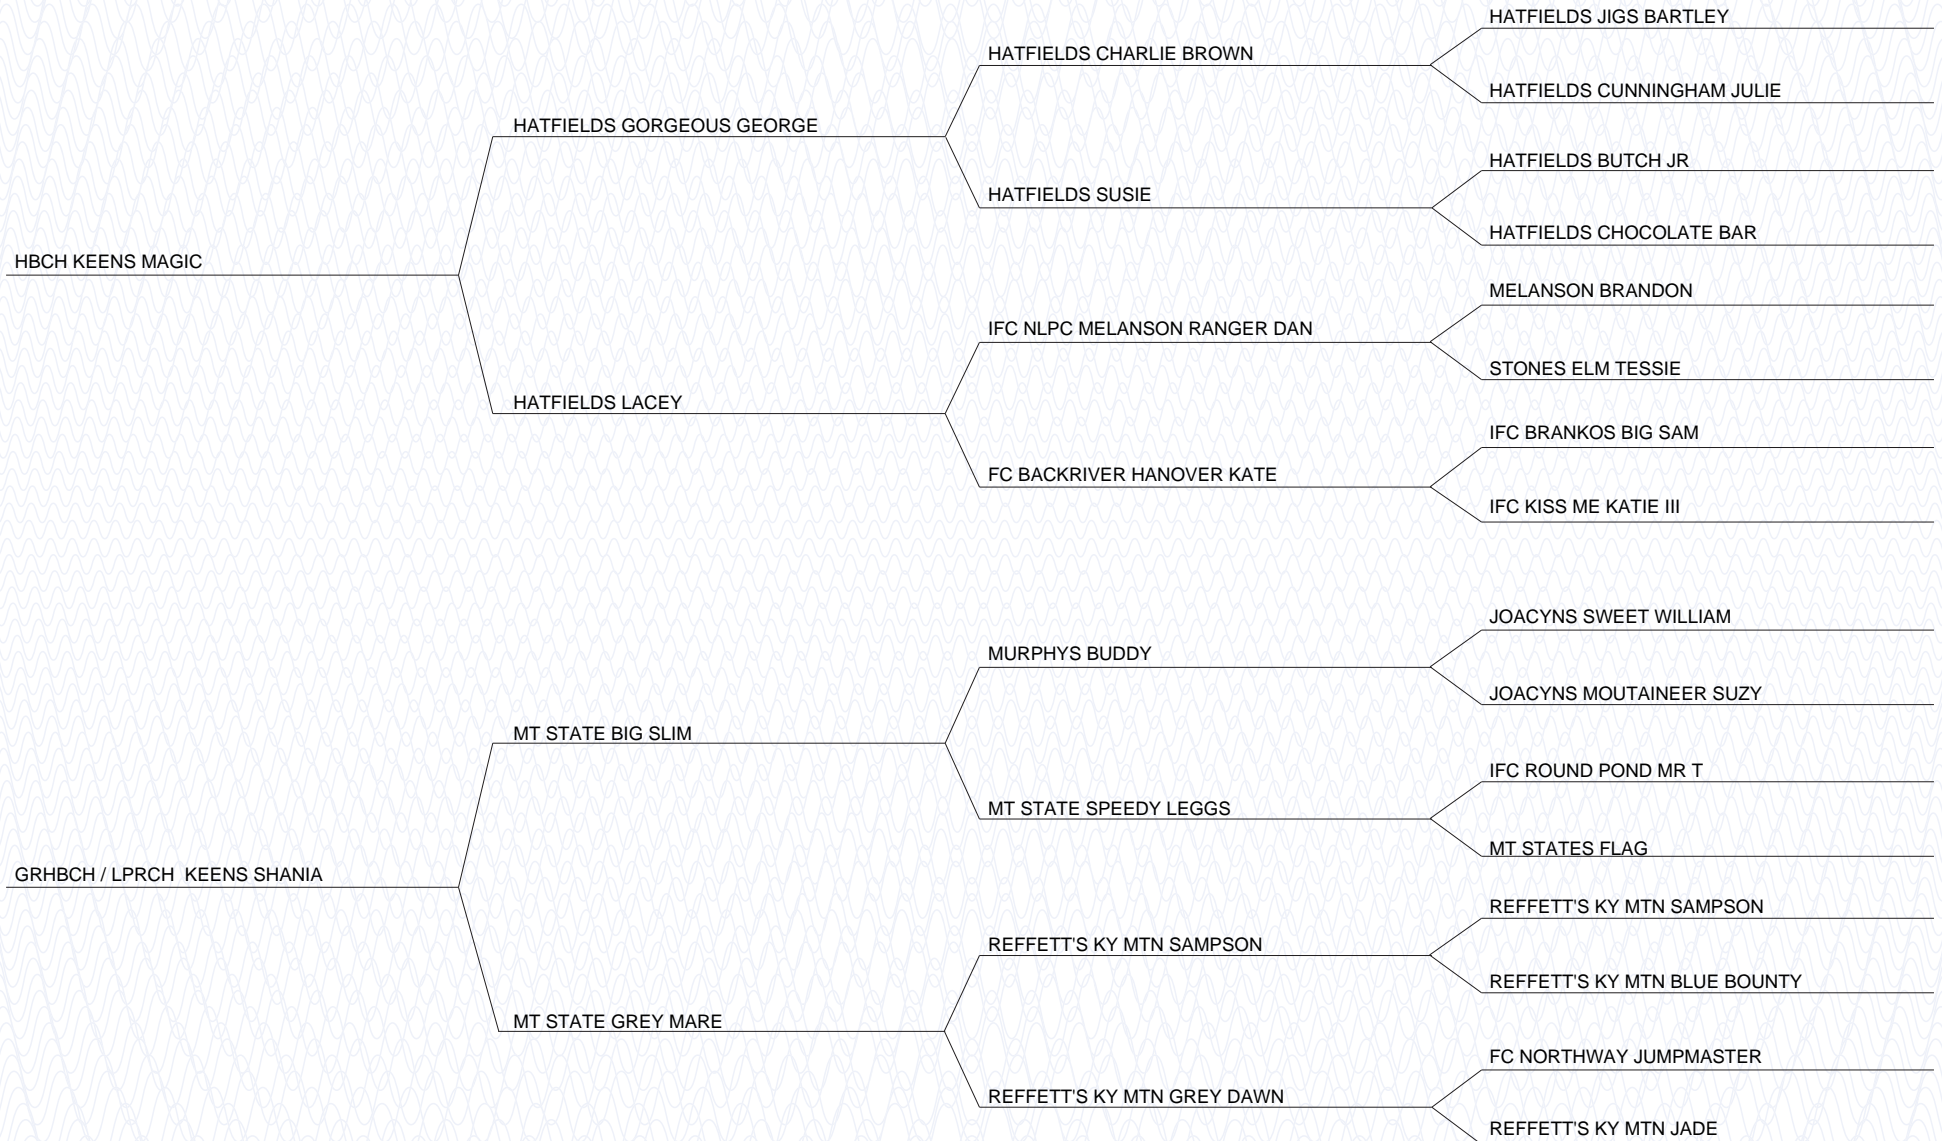 HATFIELDS JIGS BARTLEY
HATFIELDS CHARLIE BROWN
HATFIELDS CUNNINGHAM JULIE
HATFIELDS GORGEOUS GEORGE
HATFIELDS BUTCH JR
HATFIELDS SUSIE
HATFIELDS CHOCOLATE BAR
HBCH KEENS MAGIC
MELANSON BRANDON
IFC NLPC MELANSON RANGER DAN
STONES ELM TESSIE
HATFIELDS LACEY
IFC BRANKOS BIG SAM
FC BACKRIVER HANOVER KATE
IFC KISS ME KATIE III
JOACYNS SWEET WILLIAM
MURPHYS BUDDY
JOACYNS MOUTAINEER SUZY
MT STATE BIG SLIM
IFC ROUND POND MR T
MT STATE SPEEDY LEGGS
MT STATES FLAG
GRHBCH / LPRCH  KEENS SHANIA
REFFETT'S KY MTN SAMPSON
REFFETT'S KY MTN SAMPSON
REFFETT'S KY MTN BLUE BOUNTY
MT STATE GREY MARE
FC NORTHWAY JUMPMASTER
REFFETT'S KY MTN GREY DAWN
REFFETT'S KY MTN JADE